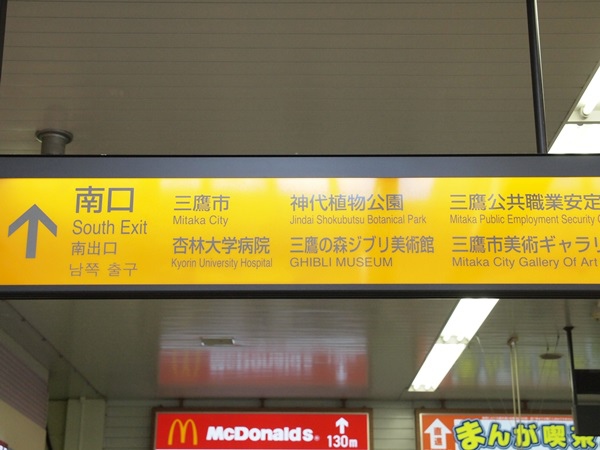 南口
South Exit
南出口
남쪽 출구
三鷹市
Mitaka City
杏林大学病院
Kyorin University Hospital
神代植物公園
Jindai Shokubutsu Botanical Park
三鷹の森ジブリ美術館
GHIBLI MUSEUM
三鷹公共職業安定
Mitaka Public Employment Security
三鷹市美術ギャラリ
Mitaka City Gallery Of Art
McDonald's® 130m
まんが喫茶